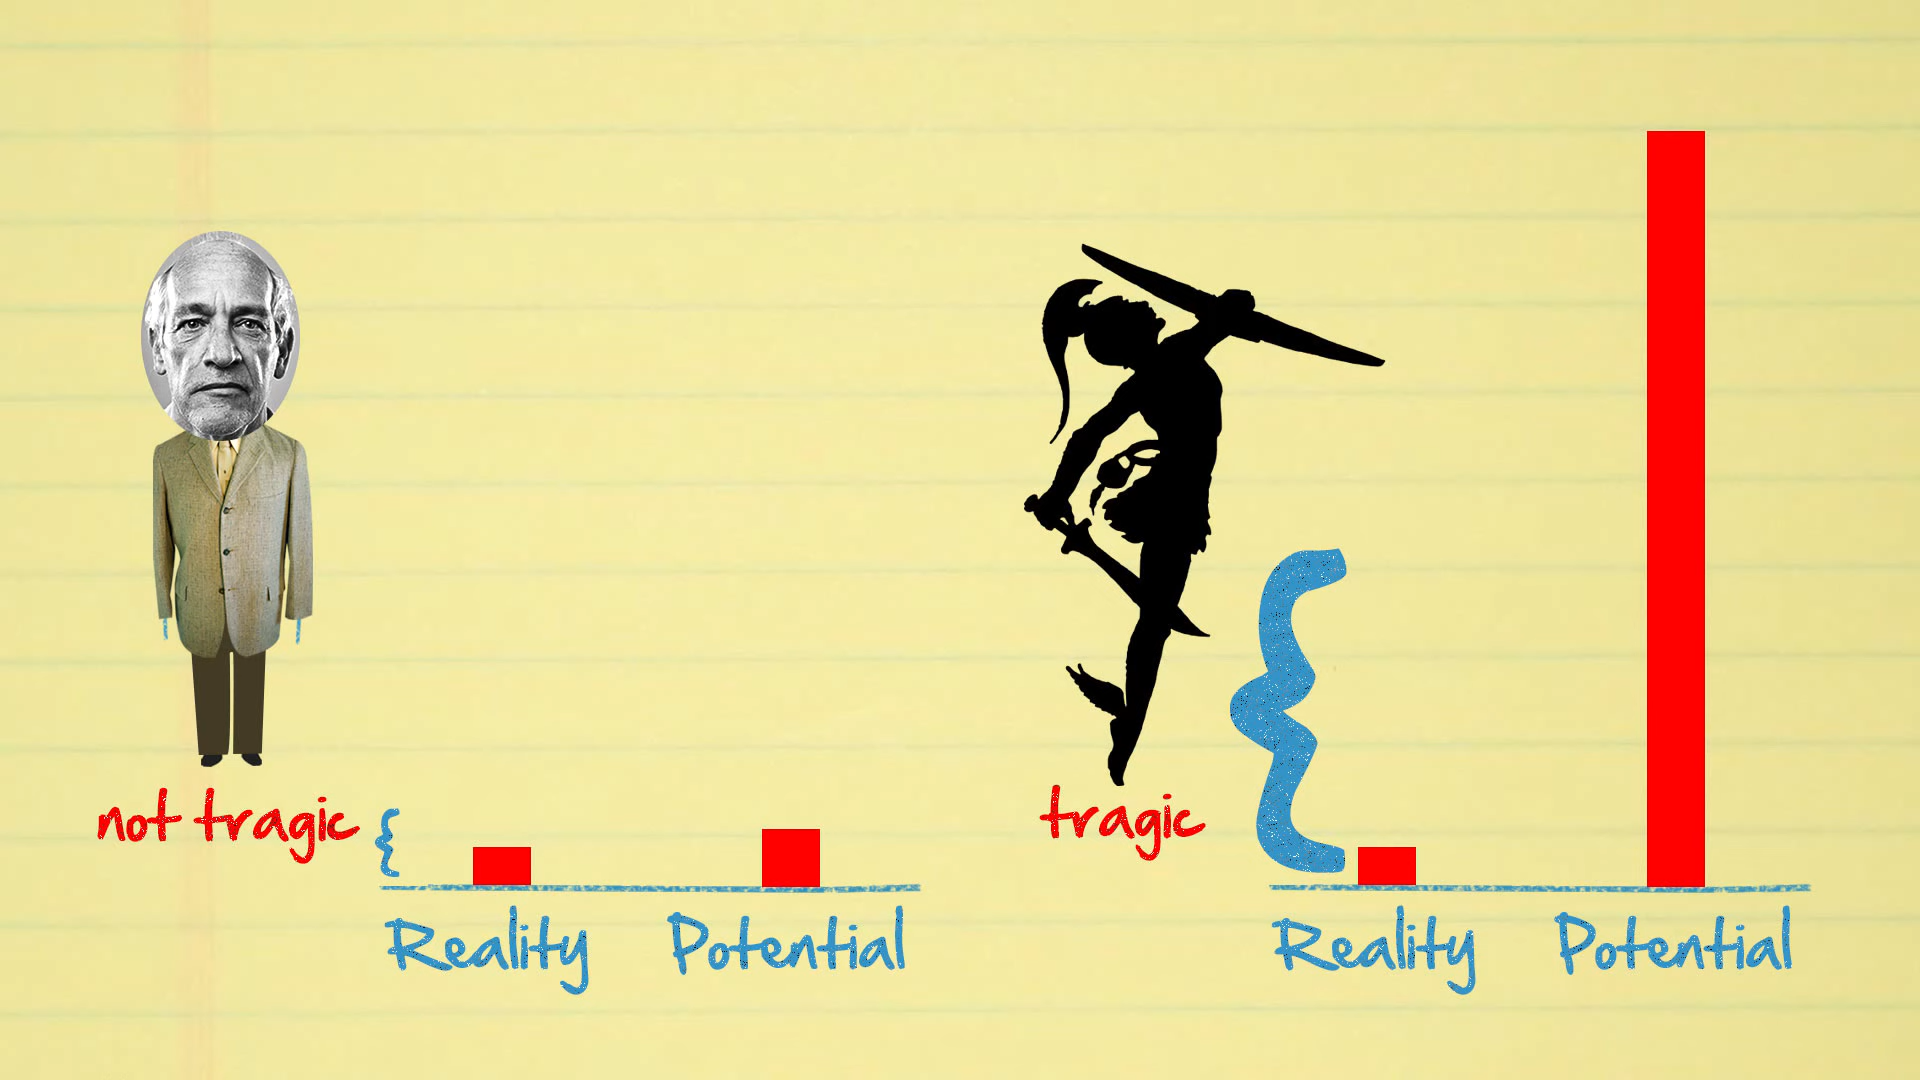 not tragic
Reality
Potential
tragic
Reality
Potential